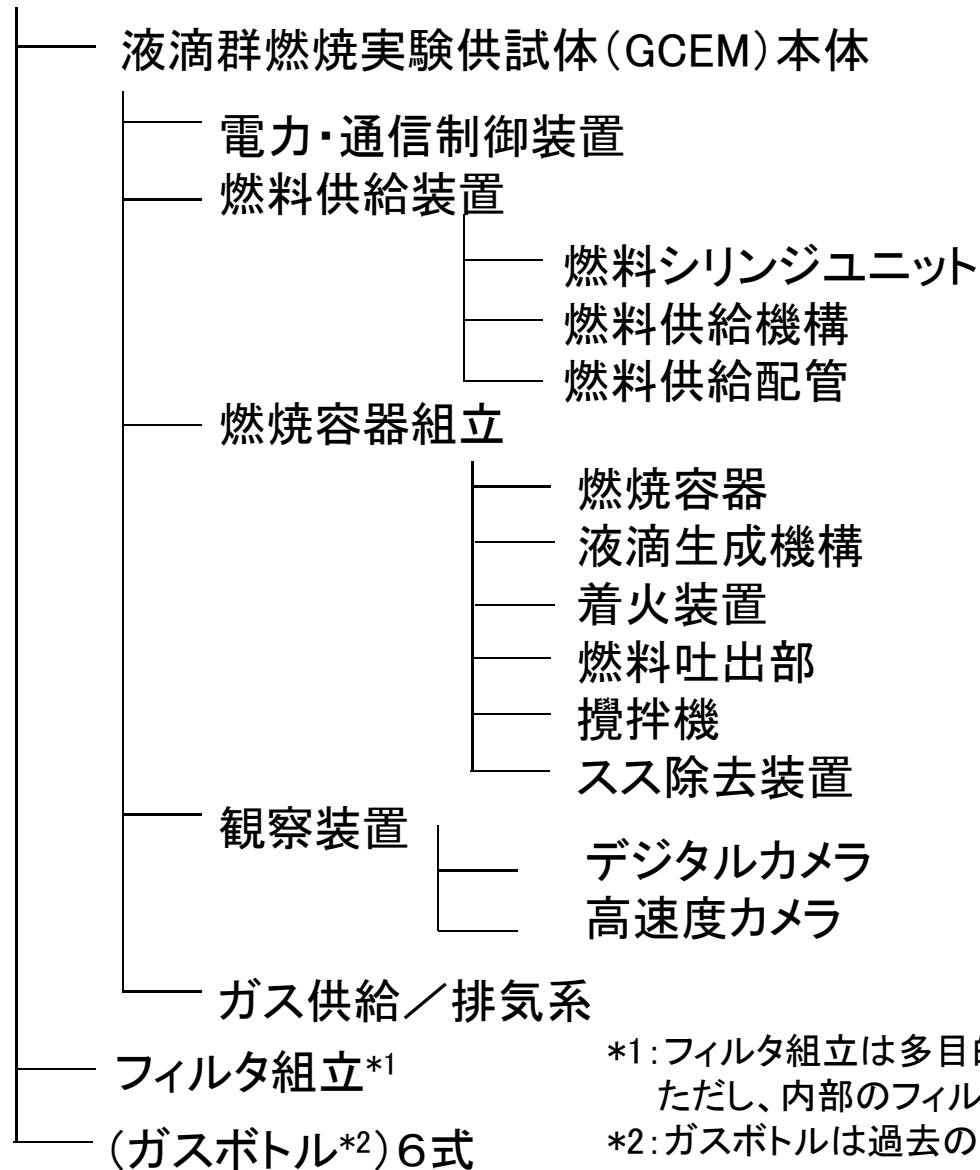 液滴群燃焼実験供試体(GCEM)本体
電力・通信制御装置
燃料供給装置
燃料シリンジユニット
燃料供給機構
燃料供給配管
燃焼容器組立
燃焼容器
液滴生成機構
着火装置
燃料吐出部
攪拌機
スス除去装置
観察装置
デジタルカメラ
高速度カメラ
ガス供給／排気系
フィルタ組立*1
(ガスボトル*2)６式
*1:フィルタ組立は多目
ただし、内部のフィル
*2:ガスボトルは過去の